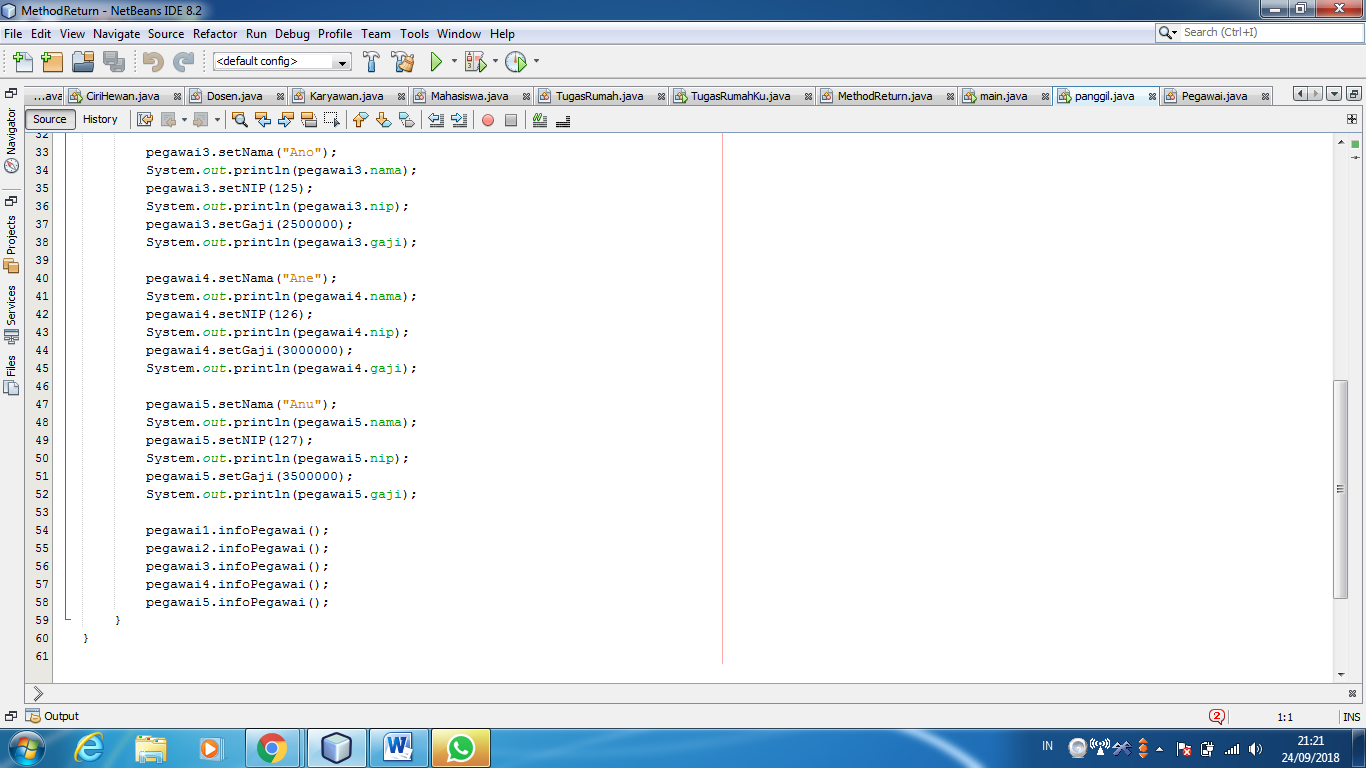 MethodReturn - NetBeans IDE 8.2
File Edit View Navigate Source Refactor Run Debug Profile Team Tools Window Help
Search (Ctrl+I)
<default config>
...ava CiriHewan.java Dosen.java Karyawan.java Mahasiswa.java TugasRumah.java TugasRumahKu.java MethodReturn.java main.java panggil.java Pegawai.java
Source History
Navigator
Projects
Services
Files
32
33 pegawai3.setNama("Ano");
34 System.out.println(pegawai3.nama);
35 pegawai3.setNIP(125);
36 System.out.println(pegawai3.nip);
37 pegawai3.setGaji(2500000);
38 System.out.println(pegawai3.gaji);
39
40 pegawai4.setNama("Ane");
41 System.out.println(pegawai4.nama);
42 pegawai4.setNIP(126);
43 System.out.println(pegawai4.nip);
44 pegawai4.setGaji(3000000);
45 System.out.println(pegawai4.gaji);
46
47 pegawai5.setNama("Anu");
48 System.out.println(pegawai5.nama);
49 pegawai5.setNIP(127);
50 System.out.println(pegawai5.nip);
51 pegawai5.setGaji(3500000);
52 System.out.println(pegawai5.gaji);
53
54 pegawai1.infoPegawai();
55 pegawai2.infoPegawai();
56 pegawai3.infoPegawai();
57 pegawai4.infoPegawai();
58 pegawai5.infoPegawai();
59 }
60 }
61
Output
2
1:1 INS
IN
21:21
24/09/2018